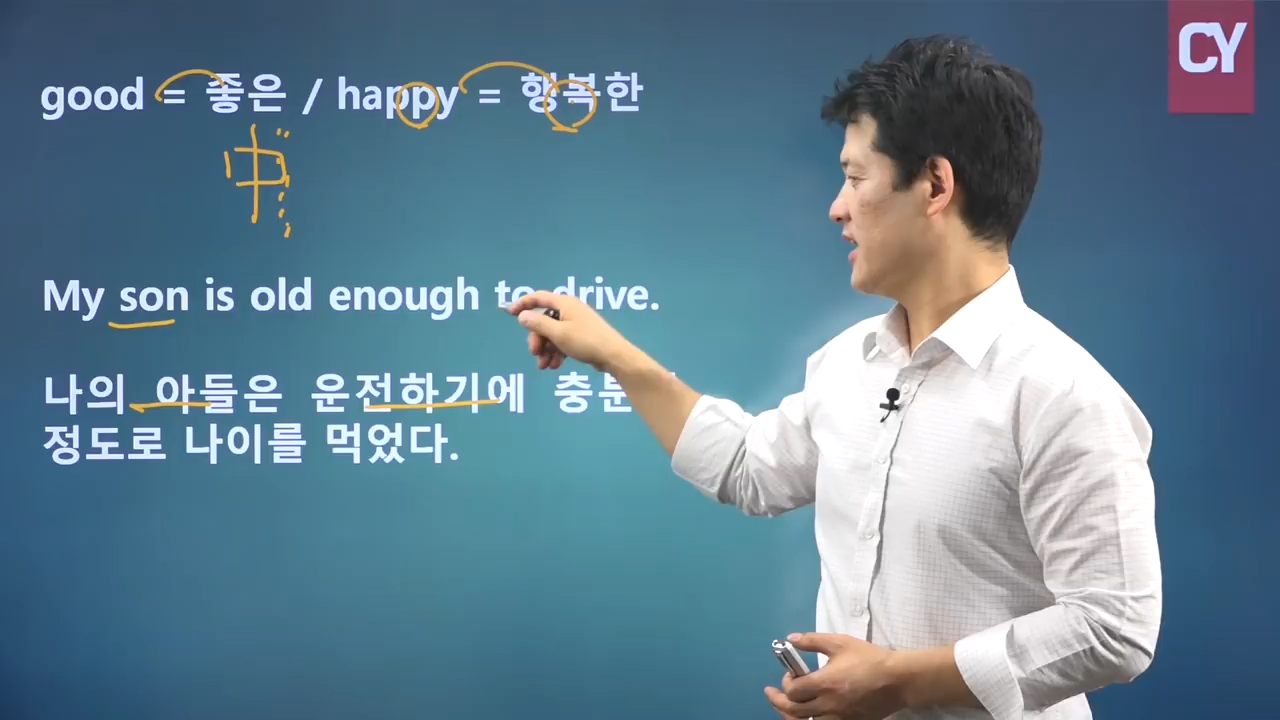 good = 좋은 / happy = 행복한
CY
中
My son is old enough to drive.
나의 아들은 운전하기에 충분
정도로 나이를 먹었다.